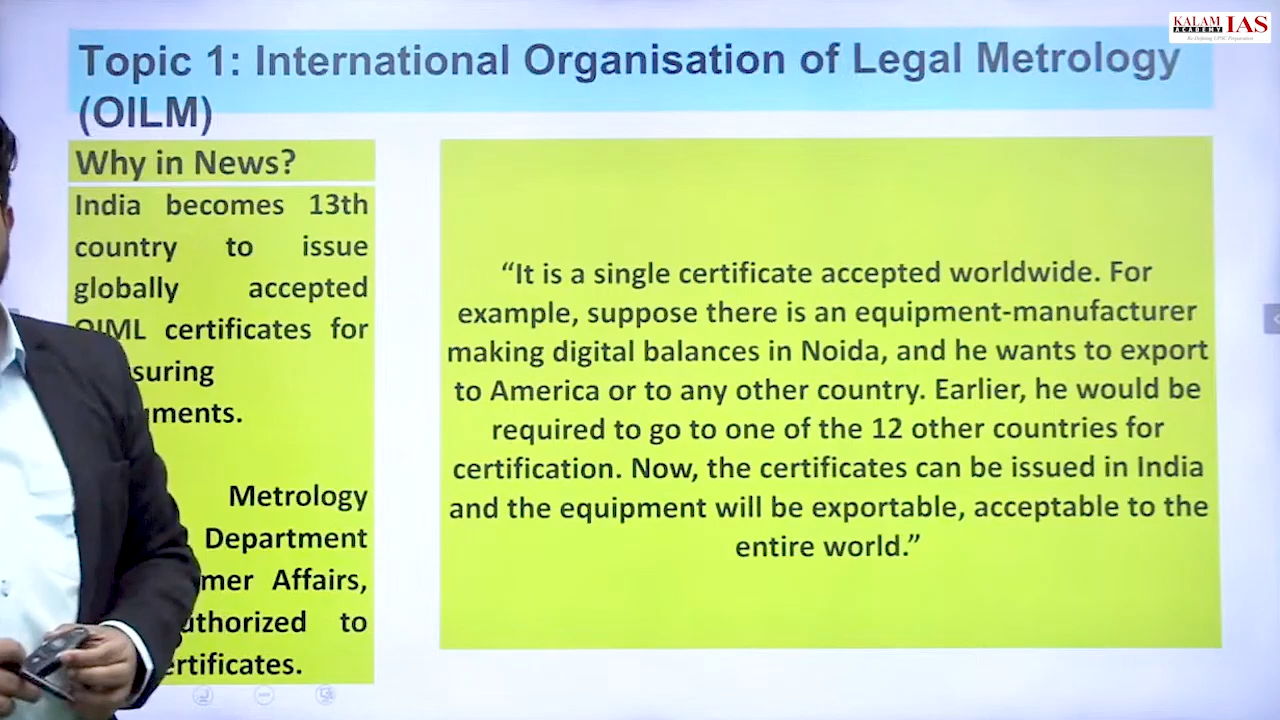 KALAM IAS
ACADEMY
Re-Defining UPSC Preparation
Topic 1: International Organisation of Legal Metrology
(OILM)
Why in News?
India becomes 13th
country to issue
globally accepted
OIML certificates for
suring
ments.
Metrology
Department
mer Affairs,
uthorized to
ertificates.
“It is a single certificate accepted worldwide. For
example, suppose there is an equipment-manufacturer
making digital balances in Noida, and he wants to export
to America or to any other country. Earlier, he would be
required to go to one of the 12 other countries for
certification. Now, the certificates can be issued in India
and the equipment will be exportable, acceptable to the
entire world.”